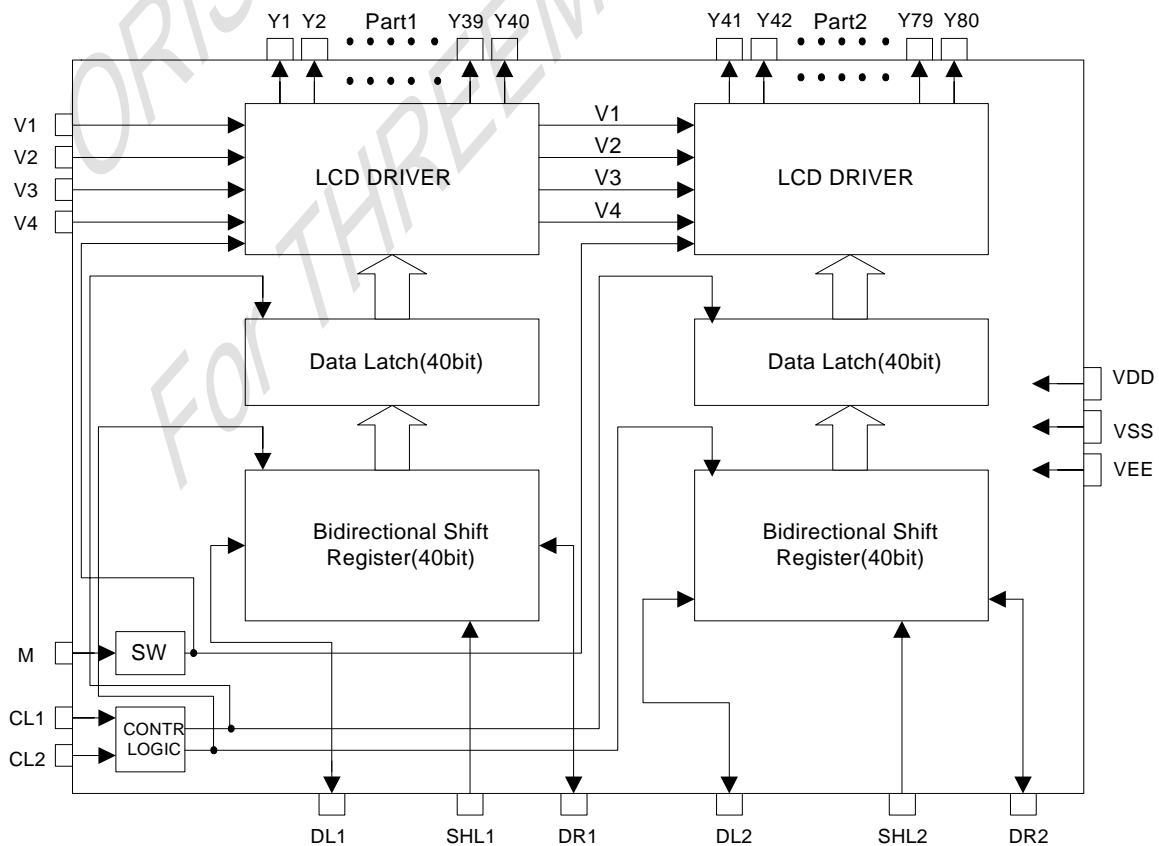 Y1 Y2 Part1 Y39 Y40 Y41 Y42 Part2 Y79 Y80
V1
V2
V3
V4
LCD DRIVER
V1
V2
V3
V4
LCD DRIVER
Data Latch(40bit)
Data Latch(40bit)
VDD
VSS
VEE
Bidirectional Shift
Register(40bit)
Bidirectional Shift
Register(40bit)
M
SW
CL1
CL2
CONTR
LOGIC
DL1 SHL1 DR1 DL2 SHL2 DR2
For THREEM